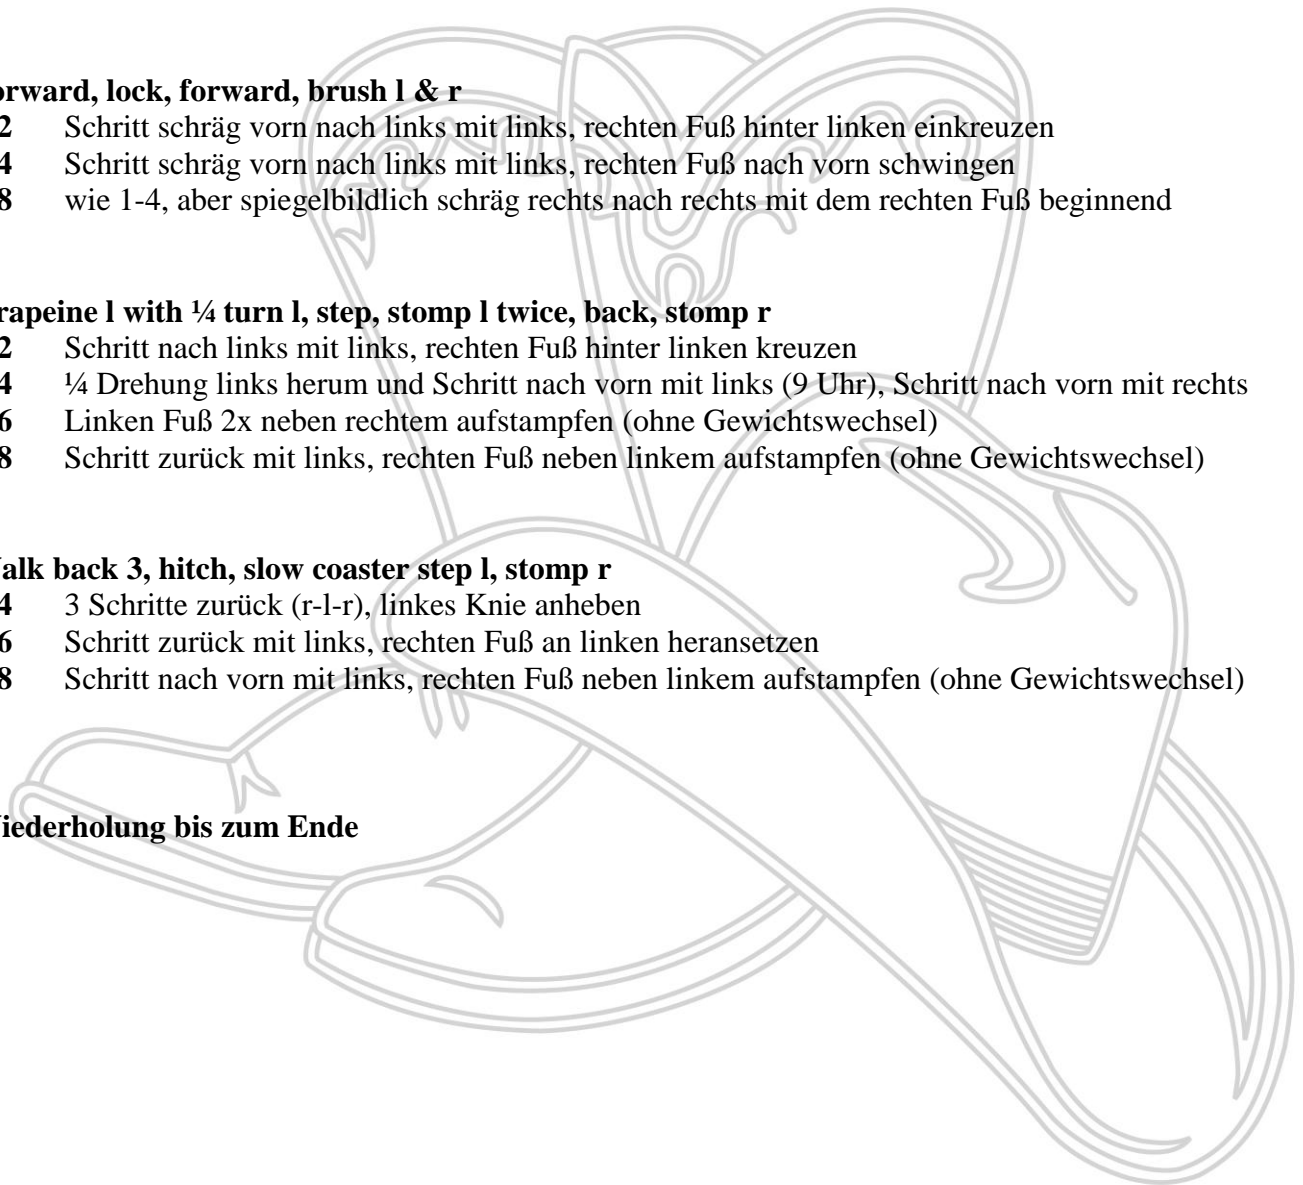 orward, lock, forward, brush l & r
2 Schritt schräg vorn nach links mit links, rechten Fuß hinter linken einkreuzen
4 Schritt schräg vorn nach links mit links, rechten Fuß nach vorn schwingen
8 wie 1-4, aber spiegelbildlich schräg rechts nach rechts mit dem rechten Fuß beginnend
rapeine l with ¼ turn l, step, stomp l twice, back, stomp r
2 Schritt nach links mit links, rechten Fuß hinter linken kreuzen
4 ¼ Drehung links herum und Schritt nach vorn mit links (9 Uhr), Schritt nach vorn mit rechts
6 Linken Fuß 2x neben rechtem aufstampfen (ohne Gewichtswechsel)
8 Schritt zurück mit links, rechten Fuß neben linkem aufstampfen (ohne Gewichtswechsel)
alk back 3, hitch, slow coaster step l, stomp r
4 3 Schritte zurück (r-l-r), linkes Knie anheben
6 Schritt zurück mit links, rechten Fuß an linken heransetzen
8 Schritt nach vorn mit links, rechten Fuß neben linkem aufstampfen (ohne Gewichtswechsel)
iederholung bis zum Ende